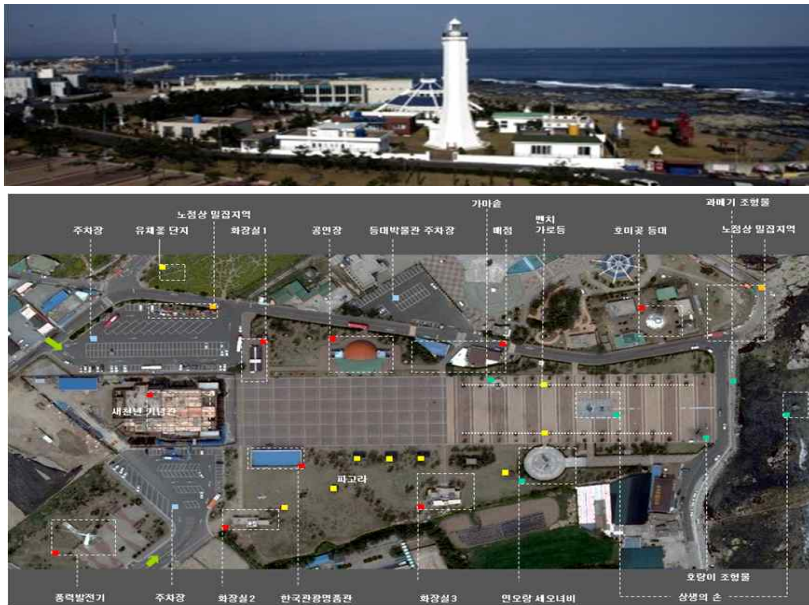 노점상 밀집지역
가마솥
과메기 조형물
주차장
유채꽃 단지
화장실1
공연장
등대박물관 주차장
매점
벤치
가로등
호미곶 등대
노점상 밀집지역
새천년 기념관
파고라
호랑이 조형물
풍력발전기
주차장
화장실2
한국관광명품관
화장실3
연오랑 세오녀비
상생의 손